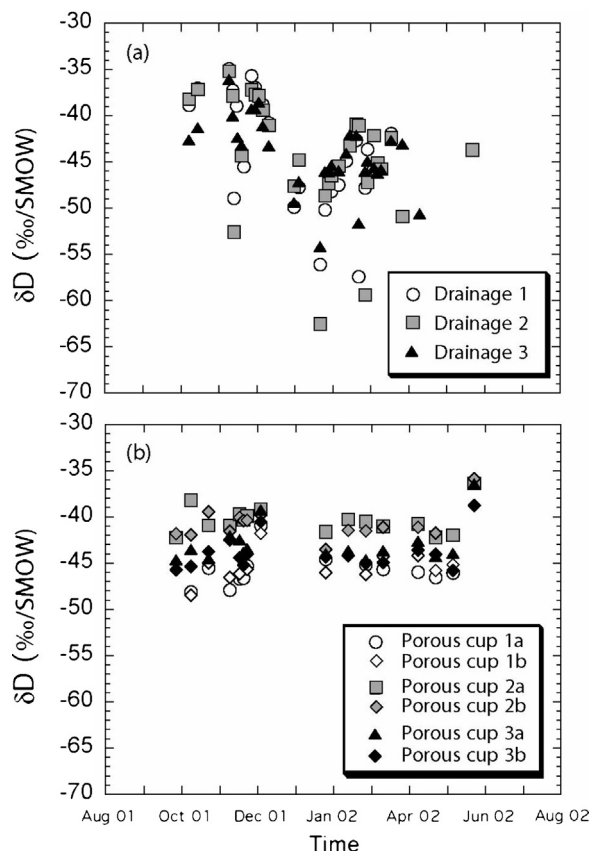 (a)
-30
-35
-40
-45
-50
-55
-60
-65
-70
δD (‰/SMOW)
Drainage 1
Drainage 2
Drainage 3
(b)
-30
-35
-40
-45
-50
-55
-60
-65
-70
δD (‰/SMOW)
Porous cup 1a
Porous cup 1b
Porous cup 2a
Porous cup 2b
Porous cup 3a
Porous cup 3b
Aug 01 Oct 01 Dec 01 Jan 02 Apr 02 Jun 02 Aug 02
Time